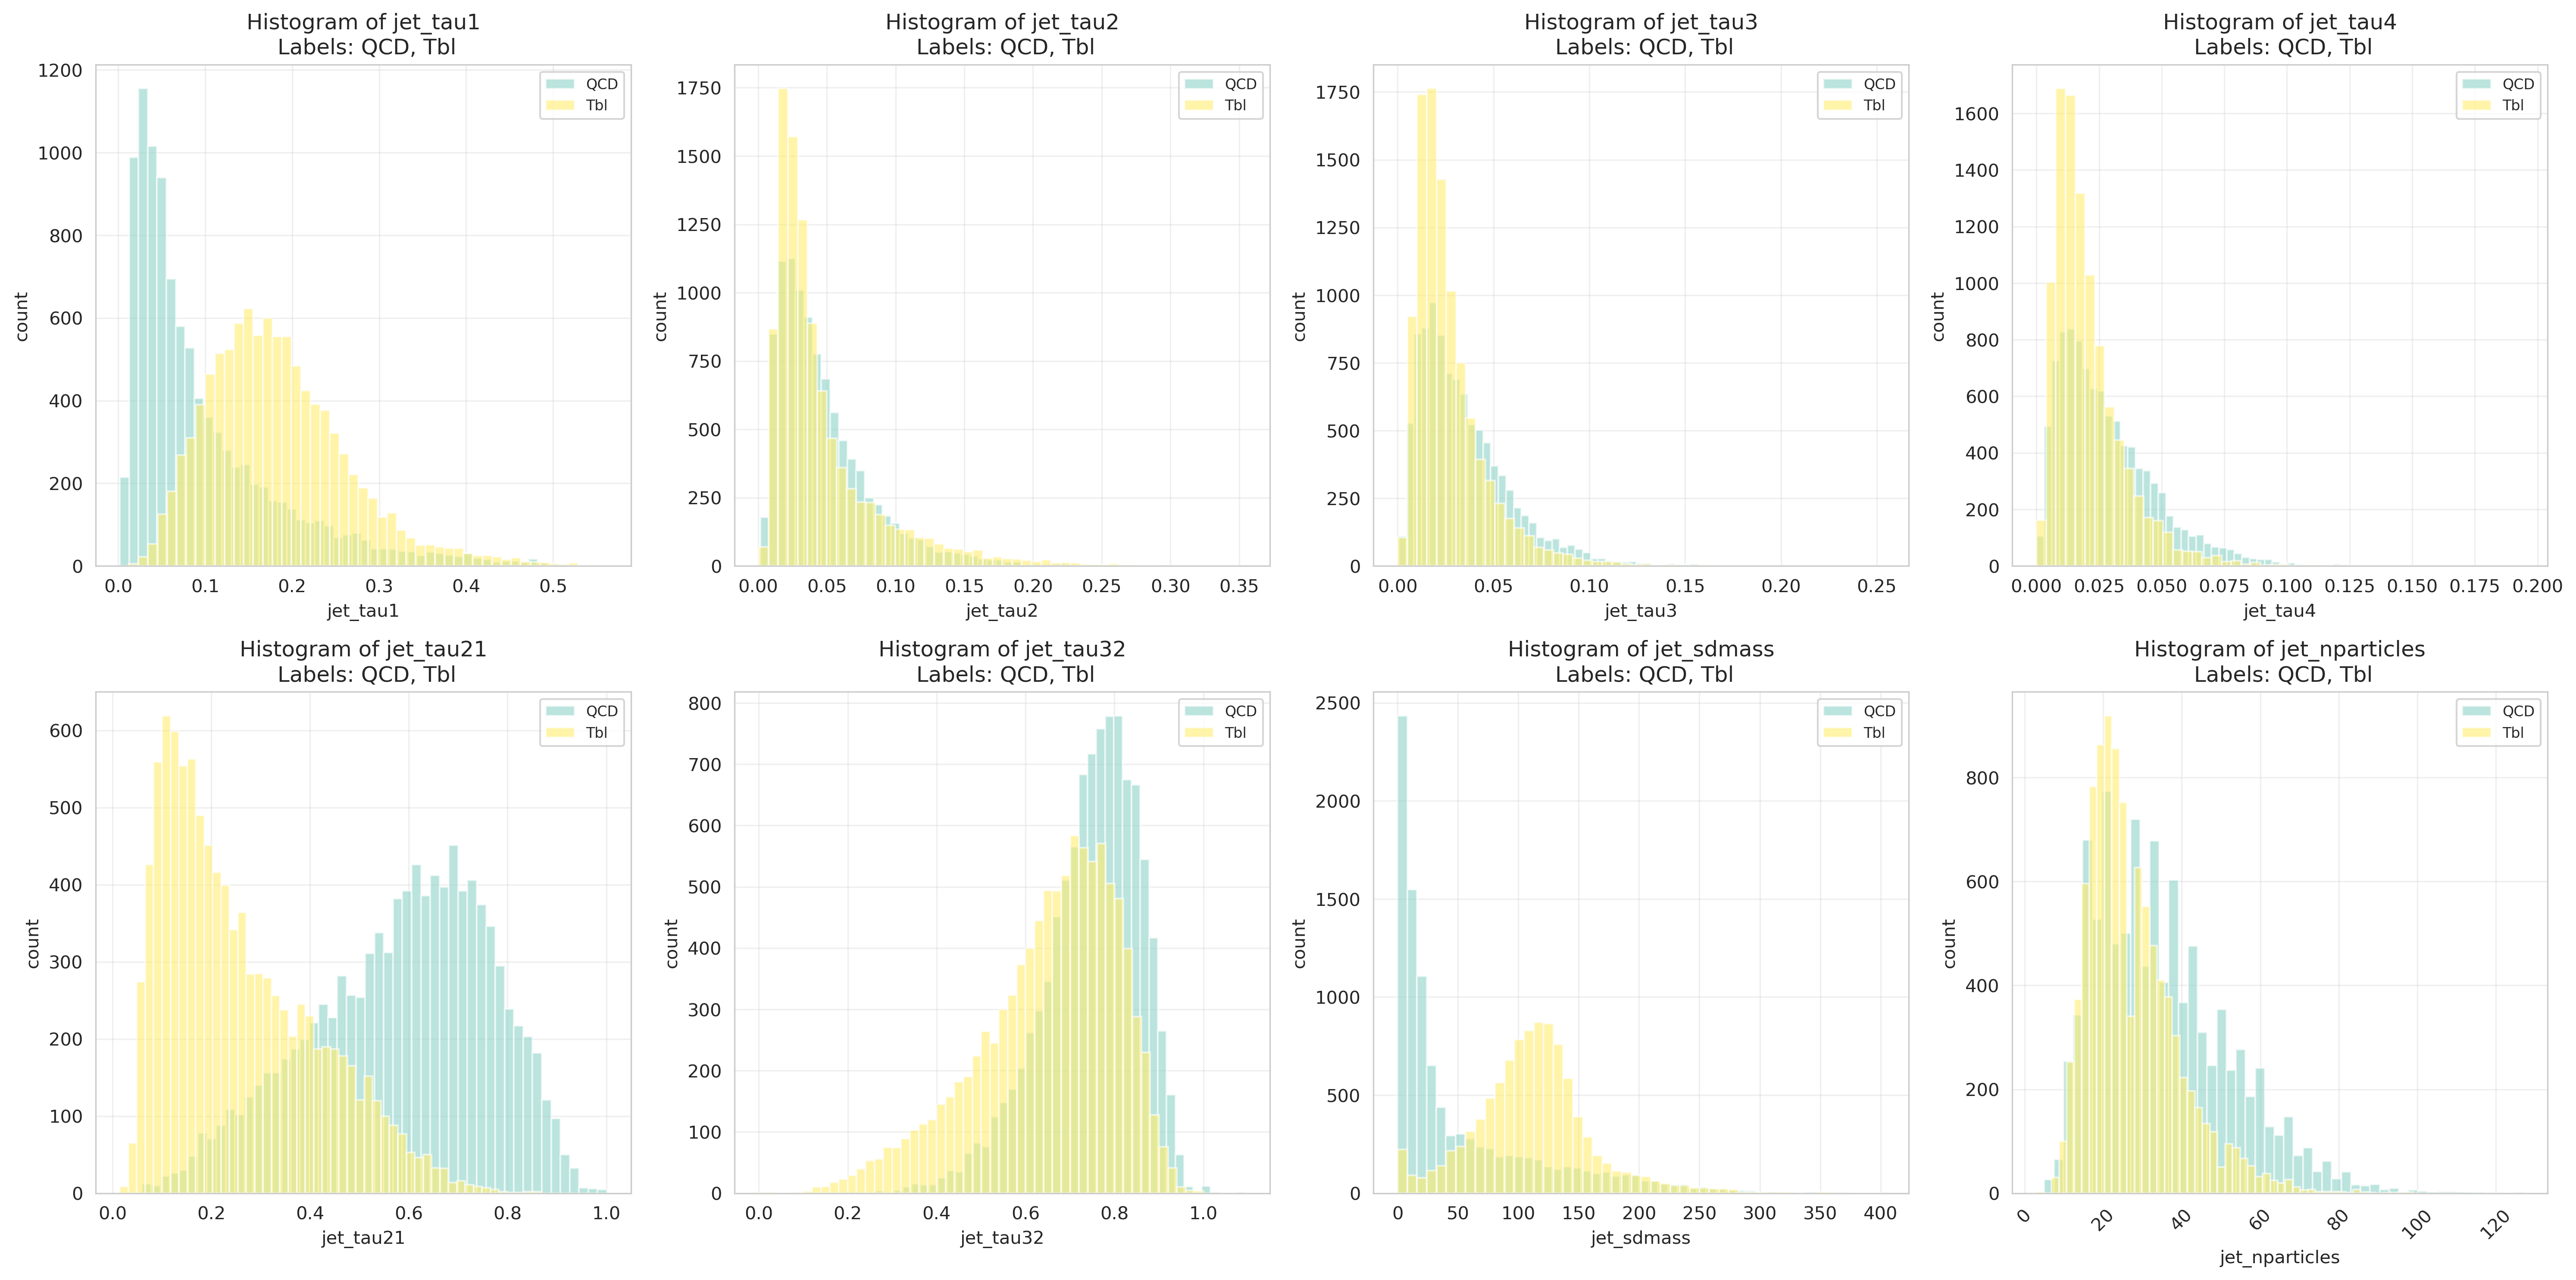 Histogram of jet_tau1
Labels: QCD, Tbl
1200
1000
800
600
400
200
0
count
0.0 0.1 0.2 0.3 0.4 0.5
jet_tau1
QCD
Tbl
Histogram of jet_tau2
Labels: QCD, Tbl
1750
1500
1250
1000
750
500
250
0
count
0.00 0.05 0.10 0.15 0.20 0.25 0.30 0.35
jet_tau2
QCD
Tbl
Histogram of jet_tau3
Labels: QCD, Tbl
1750
1500
1250
1000
750
500
250
0
count
0.00 0.05 0.10 0.15 0.20 0.25
jet_tau3
QCD
Tbl
Histogram of jet_tau4
Labels: QCD, Tbl
1600
1400
1200
1000
800
600
400
200
0
count
0.000 0.025 0.050 0.075 0.100 0.125 0.150 0.175 0.200
jet_tau4
QCD
Tbl
Histogram of jet_tau21
Labels: QCD, Tbl
600
500
400
300
200
100
0
count
0.0 0.2 0.4 0.6 0.8 1.0
jet_tau21
QCD
Tbl
Histogram of jet_tau32
Labels: QCD, Tbl
800
700
600
500
400
300
200
100
0
count
0.0 0.2 0.4 0.6 0.8 1.0
jet_tau32
QCD
Tbl
Histogram of jet_sdmass
Labels: QCD, Tbl
2500
2000
1500
1000
500
0
count
0 50 100 150 200 250 300 350 400
jet_sdmass
QCD
Tbl
Histogram of jet_nparticles
Labels: QCD, Tbl
800
600
400
200
0
count
0 20 40 60 80 100 120
jet_nparticles
QCD
Tbl